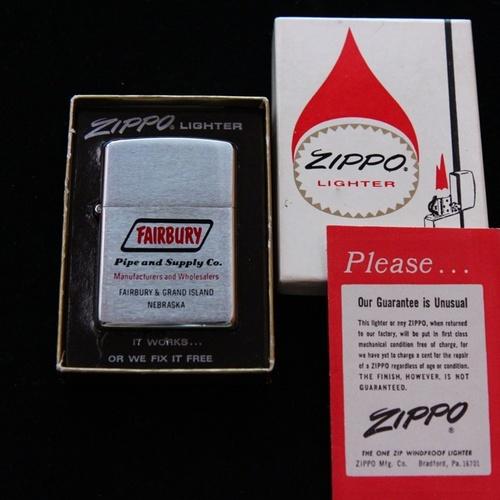 ZIPPO. LIGHTER
FAIRBURY
Pipe and Supply Co.
Manufacturers and Wholesalers
FAIRBURY & GRAND ISLAND
NEBRASKA
IT WORKS...
OR WE FIX IT FREE
ZIPPO.
LIGHTER
Please...
Our Guarantee is Unusual
This lighter or any ZIPPO, when returned
to our factory, will be put in first class
mechanical condition free of charge, for
we have yet to charge a cent for the repair
of a ZIPPO regardless of age or condition.
THE FINISH, HOWEVER, IS NOT
GUARANTEED.
ZIPPO®
THE ONE ZIP WINDPROOF LIGHTER
ZIPPO Mfg. Co. Bradford, Pa. 16701